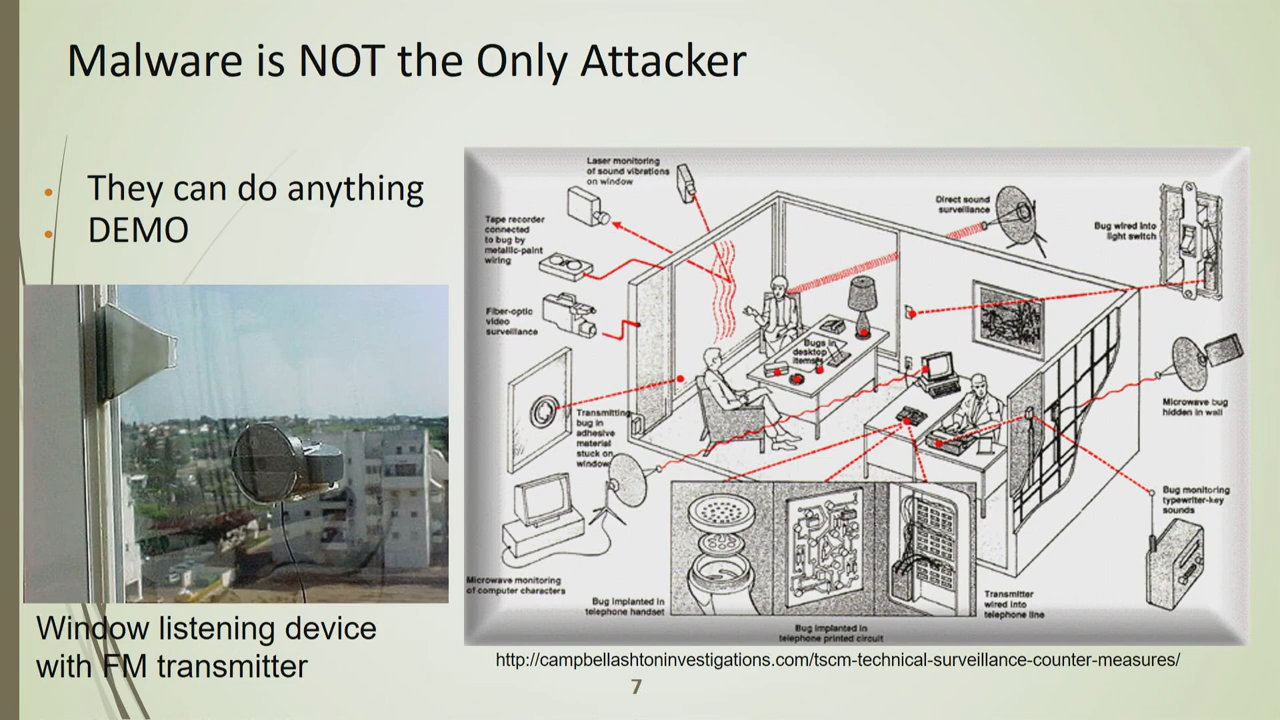 Malware is NOT the Only Attacker
They can do anything
DEMO
Window listening device
with FM transmitter
Laser monitoring
of sound vibrations
on window
Tape recorder
connected
to bug by
metallic-paint
wiring
Fiber-optic
video
surveillance
Transmitting
bug in
adhesive
material
stuck on
window
Microwave monitoring
of computer characters
Bugs in
desktop
items
Direct sound
surveillance
Bug wired into
light switch
Microwave bug
hidden in wall
Bug monitoring
typewriter-key
sounds
Bug implanted in
telephone handset
Bug implanted in
telephone printed circuit
Transmitter
wired into
telephone line
http://campbellashtoninvestigations.com/tscm-technical-surveillance-counter-measures/
7